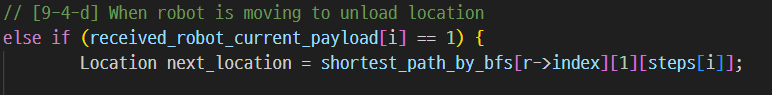 // [9-4-d] When robot is moving to unload location
else if (received_robot_current_payload[i] == 1) {
Location next_location = shortest_path_by_bfs[r->index][1][steps[i]];